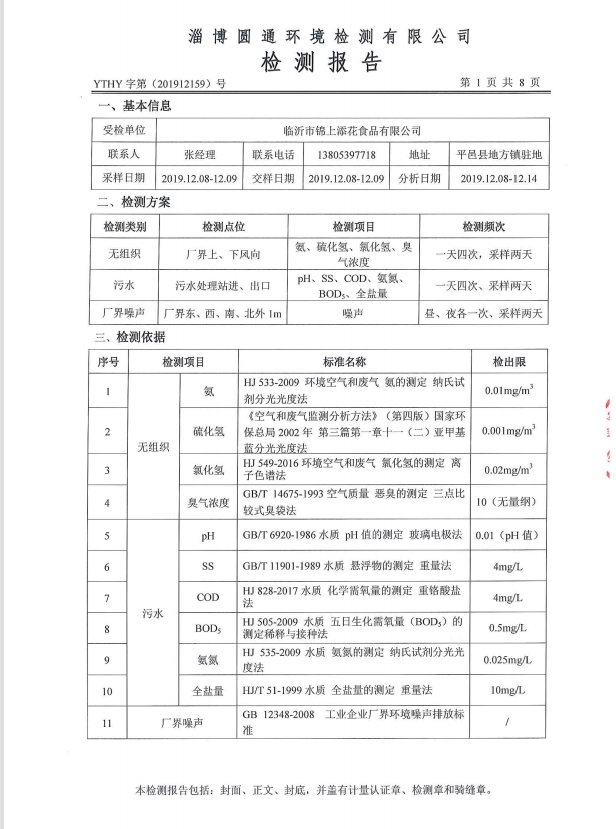 淄博圆通环境检测有限公司
检测报告
YTHY 字第（201912159）号 第 1 页 共 8 页
一、基本信息
受检单位 临沂市锦上添花食品有限公司
联系人 张经理 联系电话 13805397718 地址 平邑县地方镇驻地
采样日期 2019.12.08-12.09 交样日期 2019.12.08-12.09 分析日期 2019.12.08-12.14
二、检测方案
检测类别 检测点位 检测项目 检测频次
无组织 厂界上、下风向 氨、硫化氢、氯化氢、臭
气浓度 一天四次，采样两天
污水 污水处理站进、出口 pH、SS、COD、氨氮、
BOD₅、全盐量 一天四次、采样两天
厂界噪声 厂界东、西、南、北外 1m 噪声 昼、夜各一次、采样两天
三、检测依据
序号 检测项目 标准名称 检出限
无组织
1 氨 HJ 533-2009 环境空气和废气 氨的测定 纳氏试
剂分光光度法 0.01mg/m³
2 硫化氢 《空气和废气监测分析方法》（第四版）国家环
保总局 2002 年 第三篇第一章十一（二）亚甲基
蓝分光光度法 0.001mg/m³
3 氯化氢 HJ 549-2016 环境空气和废气 氯化氢的测定 离
子色谱法 0.02mg/m³
4 臭气浓度 GB/T 14675-1993 空气质量 恶臭的测定 三点比
较式臭袋法 10（无量纲）
污水
5 pH GB/T 6920-1986 水质 pH 值的测定 玻璃电极法 0.01（pH 值）
6 SS GB/T 11901-1989 水质 悬浮物的测定 重量法 4mg/L
7 COD HJ 828-2017 水质 化学需氧量的测定 重铬酸盐
法 4mg/L
8 BOD₅ HJ 505-2009 水质 五日生化需氧量（BOD₅）的
测定稀释与接种法 0.5mg/L
9 氨氮 HJ 535-2009 水质 氨氮的测定 纳氏试剂分光光
度法 0.025mg/L
10 全盐量 HJ/T 51-1999 水质 全盐量的测定 重量法 10mg/L
11 厂界噪声 GB 12348-2008 工业企业厂界环境噪声排放标
准 /
本检测报告包括：封面、正文、封底，并盖有计量认证章、检测章和骑缝章。